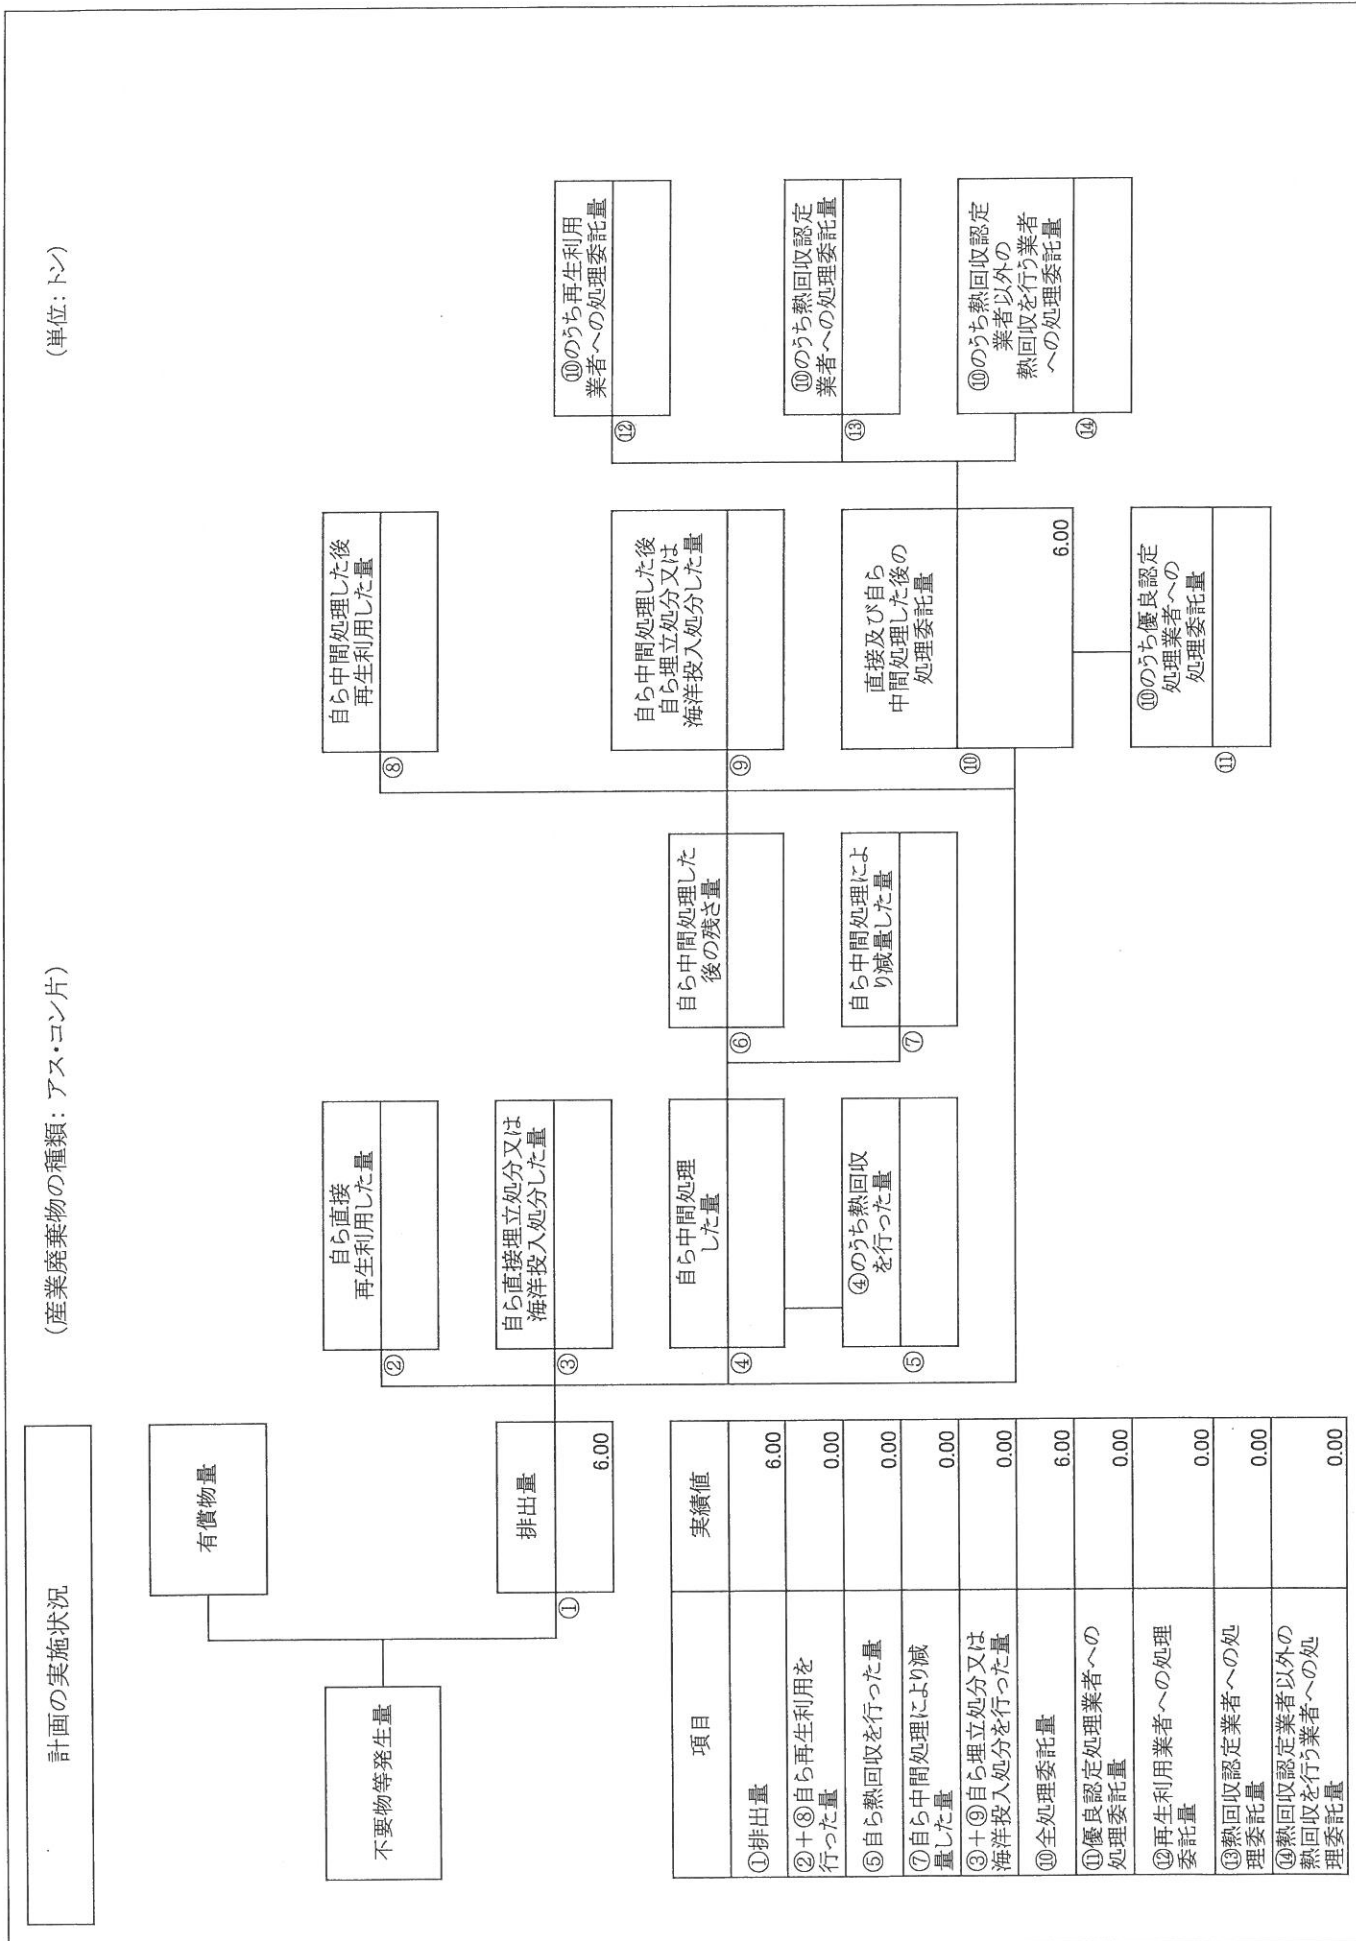 計画の実施状況
(産業廃棄物の種類: アス・コン片)
(単位: トン)
有償物量
不要物等発生量
排出量
①
6.00
自ら直接
再生利用した量
②
自ら直接埋立処分又は
海洋投入処分した量
③
自ら中間処理
した量
④
④のうち熱回収
を行った量
⑤
自ら中間処理した
後の残さ量
⑥
自ら中間処理によ
り減量した量
⑦
自ら中間処理した後
再生利用した量
⑧
自ら中間処理した後
自ら埋立処分又は
海洋投入処分した量
⑨
直接及び自ら
中間処理した後の
処理委託量
⑩
6.00
⑩のうち優良認定
処理業者への
処理委託量
⑪
⑩のうち再生利用
業者への処理委託量
⑫
⑩のうち熱回収認定
業者への処理委託量
⑬
⑩のうち熱回収認定
業者以外の
熱回収を行う業者
への処理委託量
⑭
項目 実績値
①排出量 6.00
②+⑧自ら再生利用を
行った量 0.00
⑤自ら熱回収を行った量 0.00
⑦自ら中間処理により減
量した量 0.00
③+⑨自ら埋立処分又は
海洋投入処分を行った量 0.00
⑩全処理委託量 6.00
⑪優良認定処理業者への
処理委託量 0.00
⑫再生利用業者への処理
委託量 0.00
⑬熱回収認定業者への処
理委託量 0.00
⑭熱回収認定業者以外の
熱回収を行う業者への処
理委託量 0.00